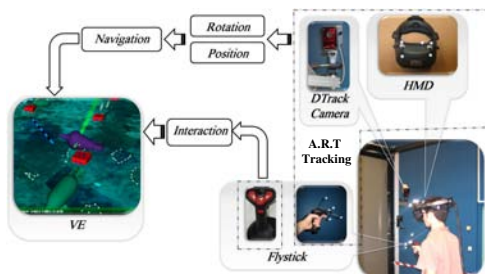 Navigation
Rotation
Position
DTrack
Camera
HMD
Interaction
A.R.T
Tracking
VE
Flystick